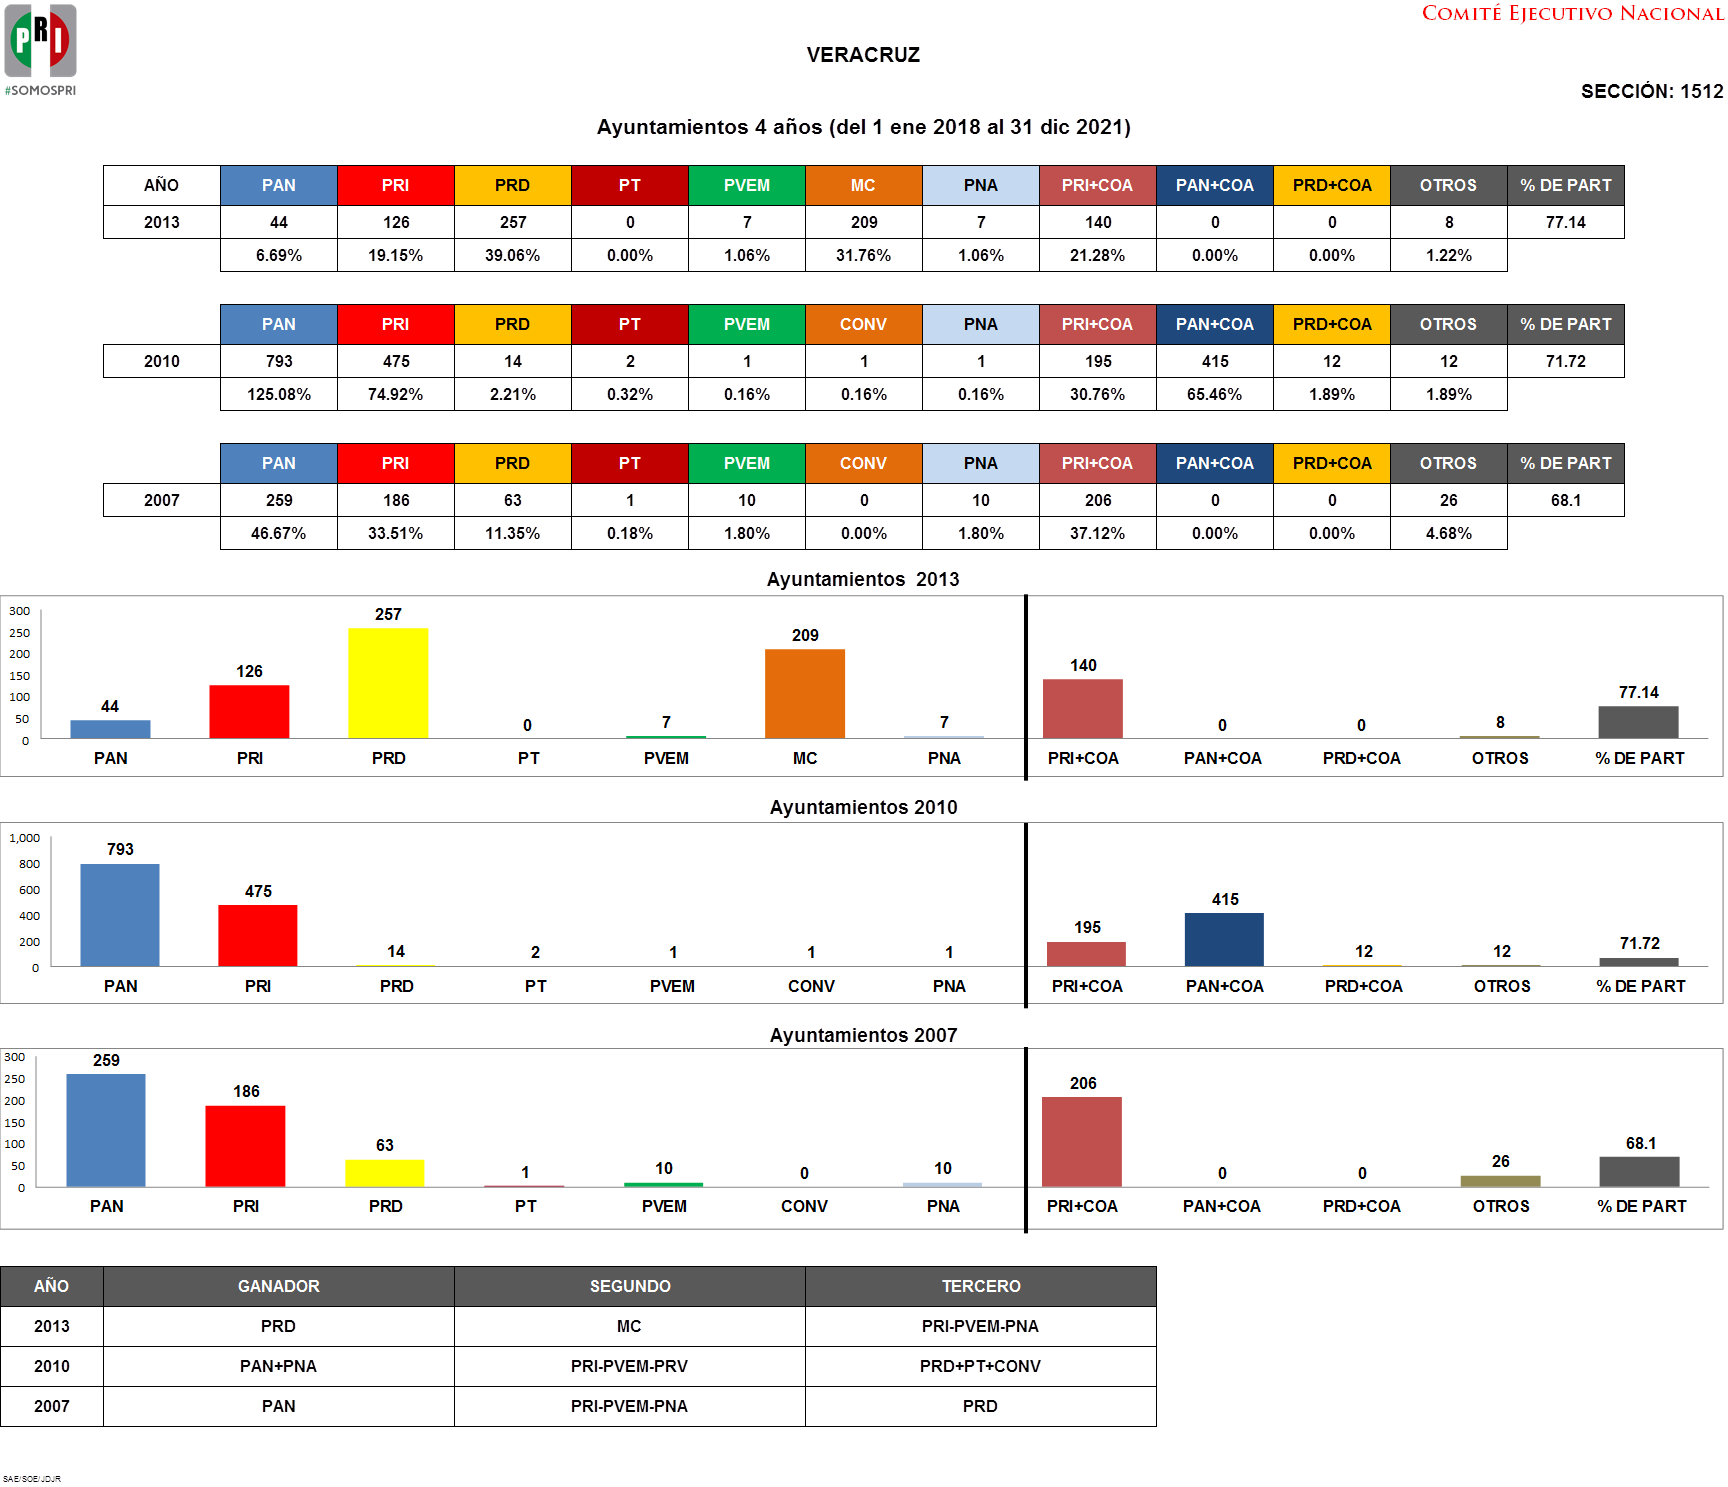 PRI
#SOMOSPRI
COMITÉ EJECUTIVO NACIONAL
VERACRUZ
SECCIÓN: 1512
Ayuntamientos 4 años (del 1 ene 2018 al 31 dic 2021)
AÑO PAN PRI PRD PT PVEM MC PNA PRI+COA PAN+COA PRD+COA OTROS % DE PART
2013 44 126 257 0 7 209 7 140 0 0 8 77.14
6.69% 19.15% 39.06% 0.00% 1.06% 31.76% 1.06% 21.28% 0.00% 0.00% 1.22%
PAN PRI PRD PT PVEM CONV PNA PRI+COA PAN+COA PRD+COA OTROS % DE PART
2010 793 475 14 2 1 1 1 195 415 12 12 71.72
125.08% 74.92% 2.21% 0.32% 0.16% 0.16% 0.16% 30.76% 65.46% 1.89% 1.89%
PAN PRI PRD PT PVEM CONV PNA PRI+COA PAN+COA PRD+COA OTROS % DE PART
2007 259 186 63 1 10 0 10 206 0 0 26 68.1
46.67% 33.51% 11.35% 0.18% 1.80% 0.00% 1.80% 37.12% 0.00% 0.00% 4.68%
Ayuntamientos 2013
300
250
200
150
100
50
0
44 126 257 0 7 209 7 140 0 0 8 77.14
PAN PRI PRD PT PVEM MC PNA PRI+COA PAN+COA PRD+COA OTROS % DE PART
Ayuntamientos 2010
1,000
800
600
400
200
0
793 475 14 2 1 1 1 195 415 12 12 71.72
PAN PRI PRD PT PVEM CONV PNA PRI+COA PAN+COA PRD+COA OTROS % DE PART
Ayuntamientos 2007
300
250
200
150
100
50
0
259 186 63 1 10 0 10 206 0 0 26 68.1
PAN PRI PRD PT PVEM CONV PNA PRI+COA PAN+COA PRD+COA OTROS % DE PART
AÑO GANADOR SEGUNDO TERCERO
2013 PRD MC PRI-PVEM-PNA
2010 PAN+PNA PRI-PVEM-PRV PRD+PT+CONV
2007 PAN PRI-PVEM-PNA PRD
SAE/SOE/JDJR